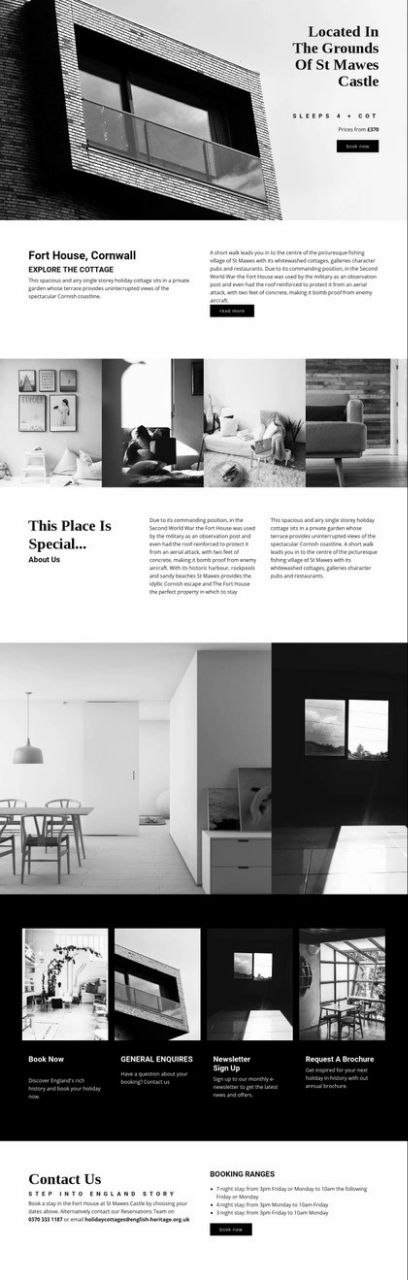 Located In
The Grounds
Of St Mawes
Castle
SLEEPS 4 + COT
Prices from £370
book now
Fort House, Cornwall
EXPLORE THE COTTAGE
This spacious and airy single storey holiday cottage sits in a private
garden whose terrace provides uninterrupted views of the
spectacular Cornish coastline.
A short walk leads you in to the centre of the picturesque fishing
village of St Mawes with its whitewashed cottages, galleries character
pubs and restaurants. Due to its commanding position, in the Second
World War the Fort House was used by the military as an observation
post and even had the roof reinforced to protect it from an aerial
attack, with two feet of concrete, making it bomb proof from enemy
aircraft.
read more
This Place Is
Special...
About Us
Due to its commanding position, in the
Second World War the Fort House was used
by the military as an observation post and
even had the roof reinforced to protect it
from an aerial attack, with two feet of
concrete, making it bomb proof from enemy
aircraft. With its historic harbour, rockpools
and sandy beaches St Mawes provides the
idyllic Cornish escape and The Fort House
the perfect property in which to stay
This spacious and airy single storey holiday
cottage sits in a private garden whose
terrace provides uninterrupted views of the
spectacular Cornish coastline. A short walk
leads you in to the centre of the picturesque
fishing village of St Mawes with its
whitewashed cottages, galleries character
pubs and restaurants.
Book Now
Discover England's rich
history and book your holiday
now.
GENERAL ENQUIRES
Have a question about your
booking? Contact us
Newsletter
Sign Up
Sign up to our monthly e-
newsletter to get the latest
news and offers.
Request A Brochure
Get inspired for your next
holiday in history with out
annual brochure.
Contact Us
STEP INTO ENGLAND STORY
Book a stay in the Fort House at St Mawes Castle by choosing your
dates above. Alternatively contact our Reservations Team on
0370 333 1187 or email holidaycottages@english-heritage.org.uk
BOOKING RANGES
7 night stay: from 3pm Friday or Monday to 10am the following
Friday or Monday
4 night stay: from 3pm Monday to 10am Friday
3 night stay: from 3pm Friday to 10am Monday
book now